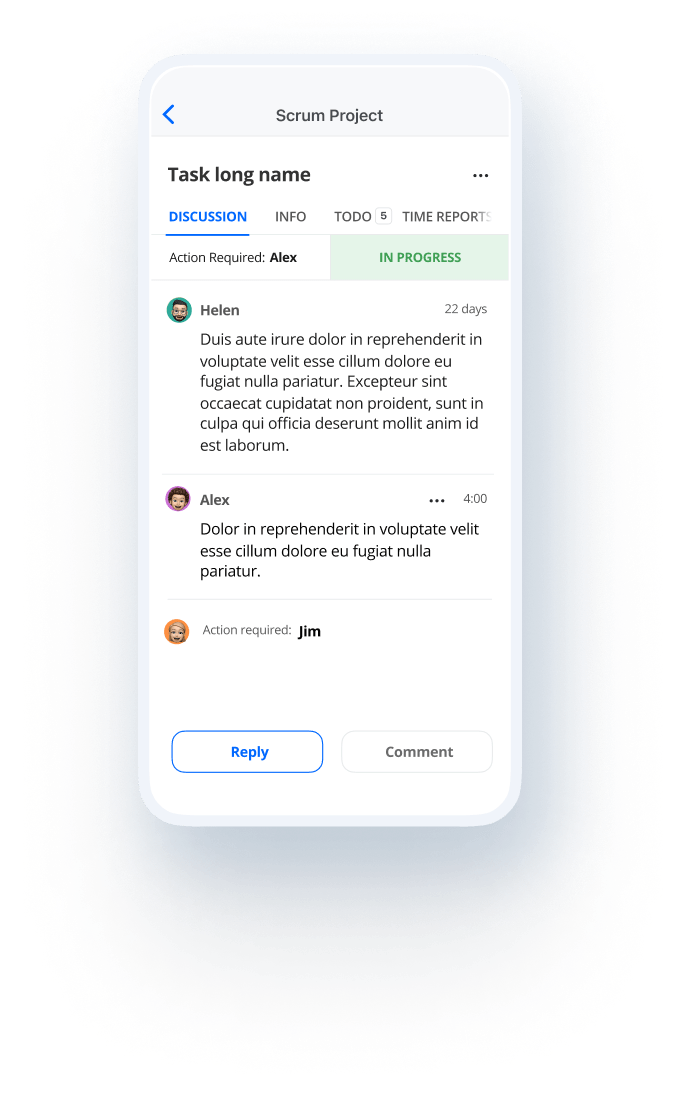 Scrum Project
Task long name
DISCUSSION INFO TODO 5 TIME REPORTS
Action Required: Alex IN PROGRESS
Helen 22 days
Duis aute irure dolor in reprehenderit in
voluptate velit esse cillum dolore eu
fugiat nulla pariatur. Excepteur sint
occaecat cupidatat non proident, sunt in
culpa qui officia deserunt mollit anim id
est laborum.
Alex 4:00
Dolor in reprehenderit in voluptate velit
esse cillum dolore eu fugiat nulla
pariatur.
Action required: Jim
Reply Comment